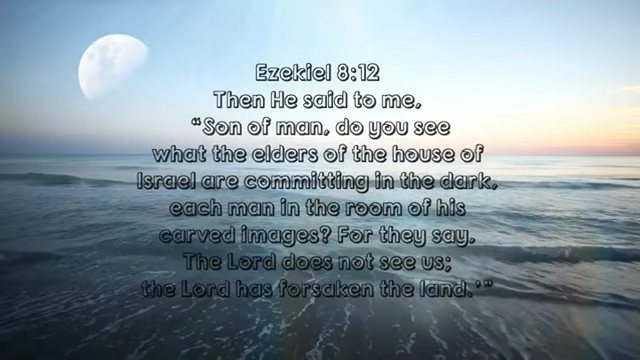 Ezekiel 8:12
Then He said to me,
“Son of man, do you see
what the elders of the house of
Israel are committing in the dark,
each man in the room of his
carved images? For they say,
The Lord does not see us;
the Lord has forsaken the land.’”